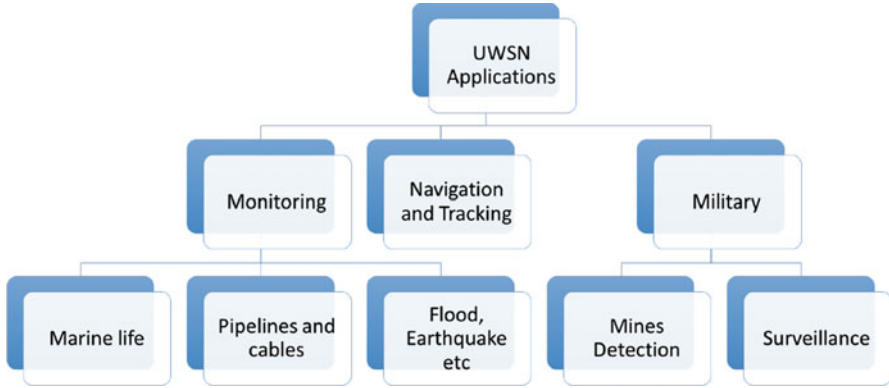 UWSN
Applications
Monitoring
Navigation
and Tracking
Military
Marine life
Pipelines and
cables
Flood,
Earthquake
etc
Mines
Detection
Surveillance